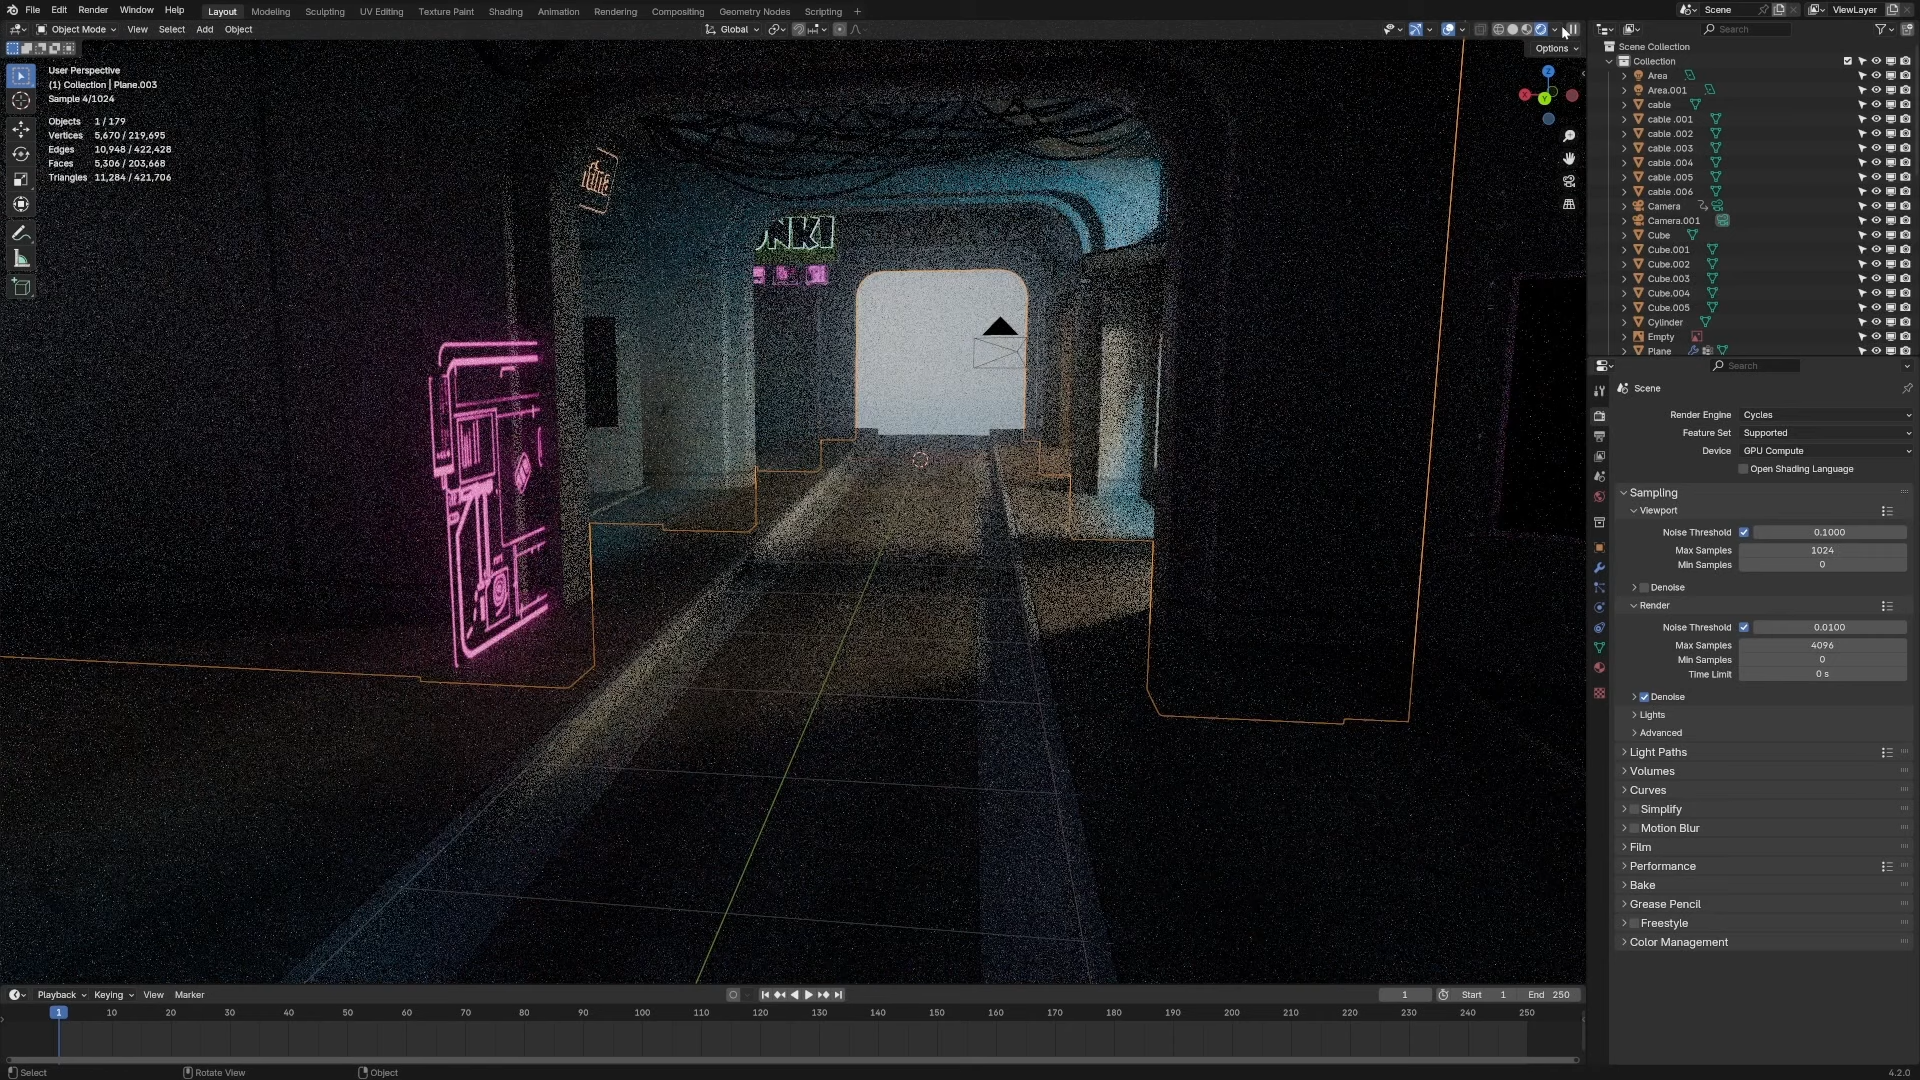 File Edit Render Window Help Layout Modeling Sculpting UV Editing Texture Paint Shading Animation Rendering Compositing Geometry Nodes Scripting + Scene ViewLayer
Object Mode View Select Add Object Global Search
Options
User Perspective
(1) Collection | Plane.003
Sample 4/1024
Objects 1 / 179
Vertices 5,670 / 219,695
Edges 10,948 / 422,428
Faces 5,306 / 203,668
Triangles 11,284 / 421,706
Z
X
Y
NKI
Scene Collection
Collection
Area
Area.001
cable
cable .001
cable .002
cable .003
cable .004
cable .005
cable .006
Camera
Camera.001
Cube
Cube.001
Cube.002
Cube.003
Cube.004
Cube.005
Cylinder
Empty
Plane
Search
Scene
Render Engine Cycles
Feature Set Supported
Device GPU Compute
Open Shading Language
Sampling
Viewport
Noise Threshold 0.1000
Max Samples 1024
Min Samples 0
Denoise
Render
Noise Threshold 0.0100
Max Samples 4096
Min Samples 0
Time Limit 0 s
Denoise
Lights
Advanced
Light Paths
Volumes
Curves
Simplify
Motion Blur
Film
Performance
Bake
Grease Pencil
Freestyle
Color Management
Playback Keying View Marker 1 Start 1 End 250
1 10 20 30 40 50 60 70 80 90 100 110 120 130 140 150 160 170 180 190 200 210 220 230 240 250
Select Rotate View Object 4.2.0